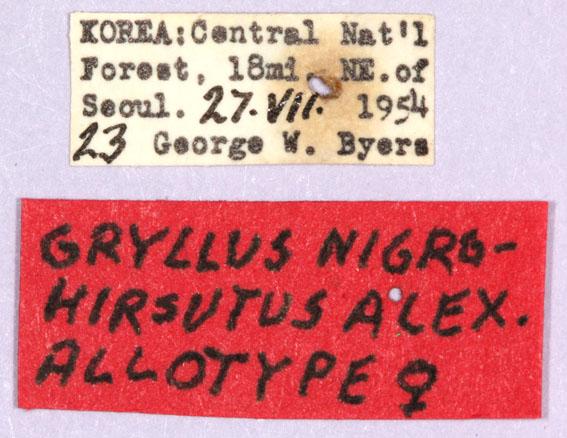 KOREA: Central Nat'l
Forest, 18mi. NE.of
Seoul. 27.VII. 1954
23 George W. Byers
GRYLLUS NIGRO-
HIRSUTUS ALEX.
ALLOTYPE ♀